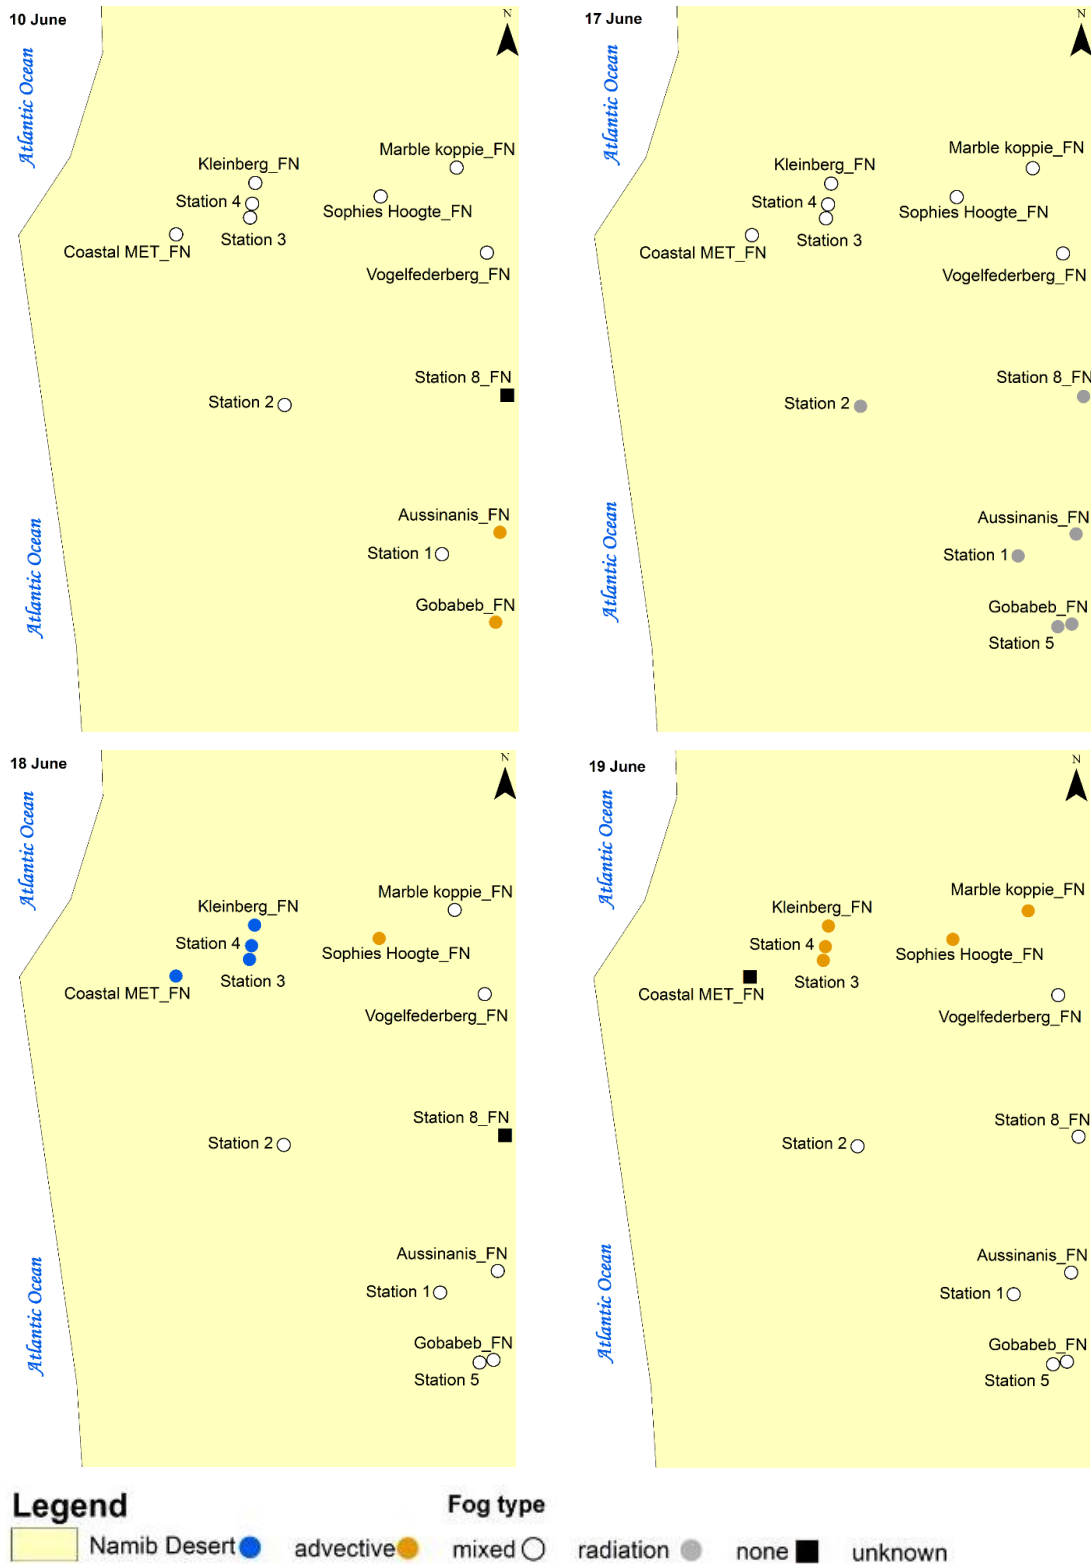 10 June
N
Atlantic Ocean
Marble koppie_FN
Kleinberg_FN
Station 4
Sophies Hoogte_FN
Station 3
Coastal MET_FN
Vogelfederberg_FN
Station 8_FN
Station 2
Aussinanis_FN
Atlantic Ocean
Station 1
Gobabeb_FN
17 June
N
Atlantic Ocean
Marble koppie_FN
Kleinberg_FN
Station 4
Sophies Hoogte_FN
Station 3
Coastal MET_FN
Vogelfederberg_FN
Station 8_FN
Station 2
Aussinanis_FN
Atlantic Ocean
Station 1
Gobabeb_FN
Station 5
18 June
N
Atlantic Ocean
Marble koppie_FN
Kleinberg_FN
Station 4
Sophies Hoogte_FN
Station 3
Coastal MET_FN
Vogelfederberg_FN
Station 8_FN
Station 2
Aussinanis_FN
Atlantic Ocean
Station 1
Gobabeb_FN
Station 5
19 June
N
Atlantic Ocean
Marble koppie_FN
Kleinberg_FN
Station 4
Sophies Hoogte_FN
Station 3
Coastal MET_FN
Vogelfederberg_FN
Station 8_FN
Station 2
Aussinanis_FN
Atlantic Ocean
Station 1
Gobabeb_FN
Station 5
Legend
Fog type
Namib Desert advective mixed radiation none unknown